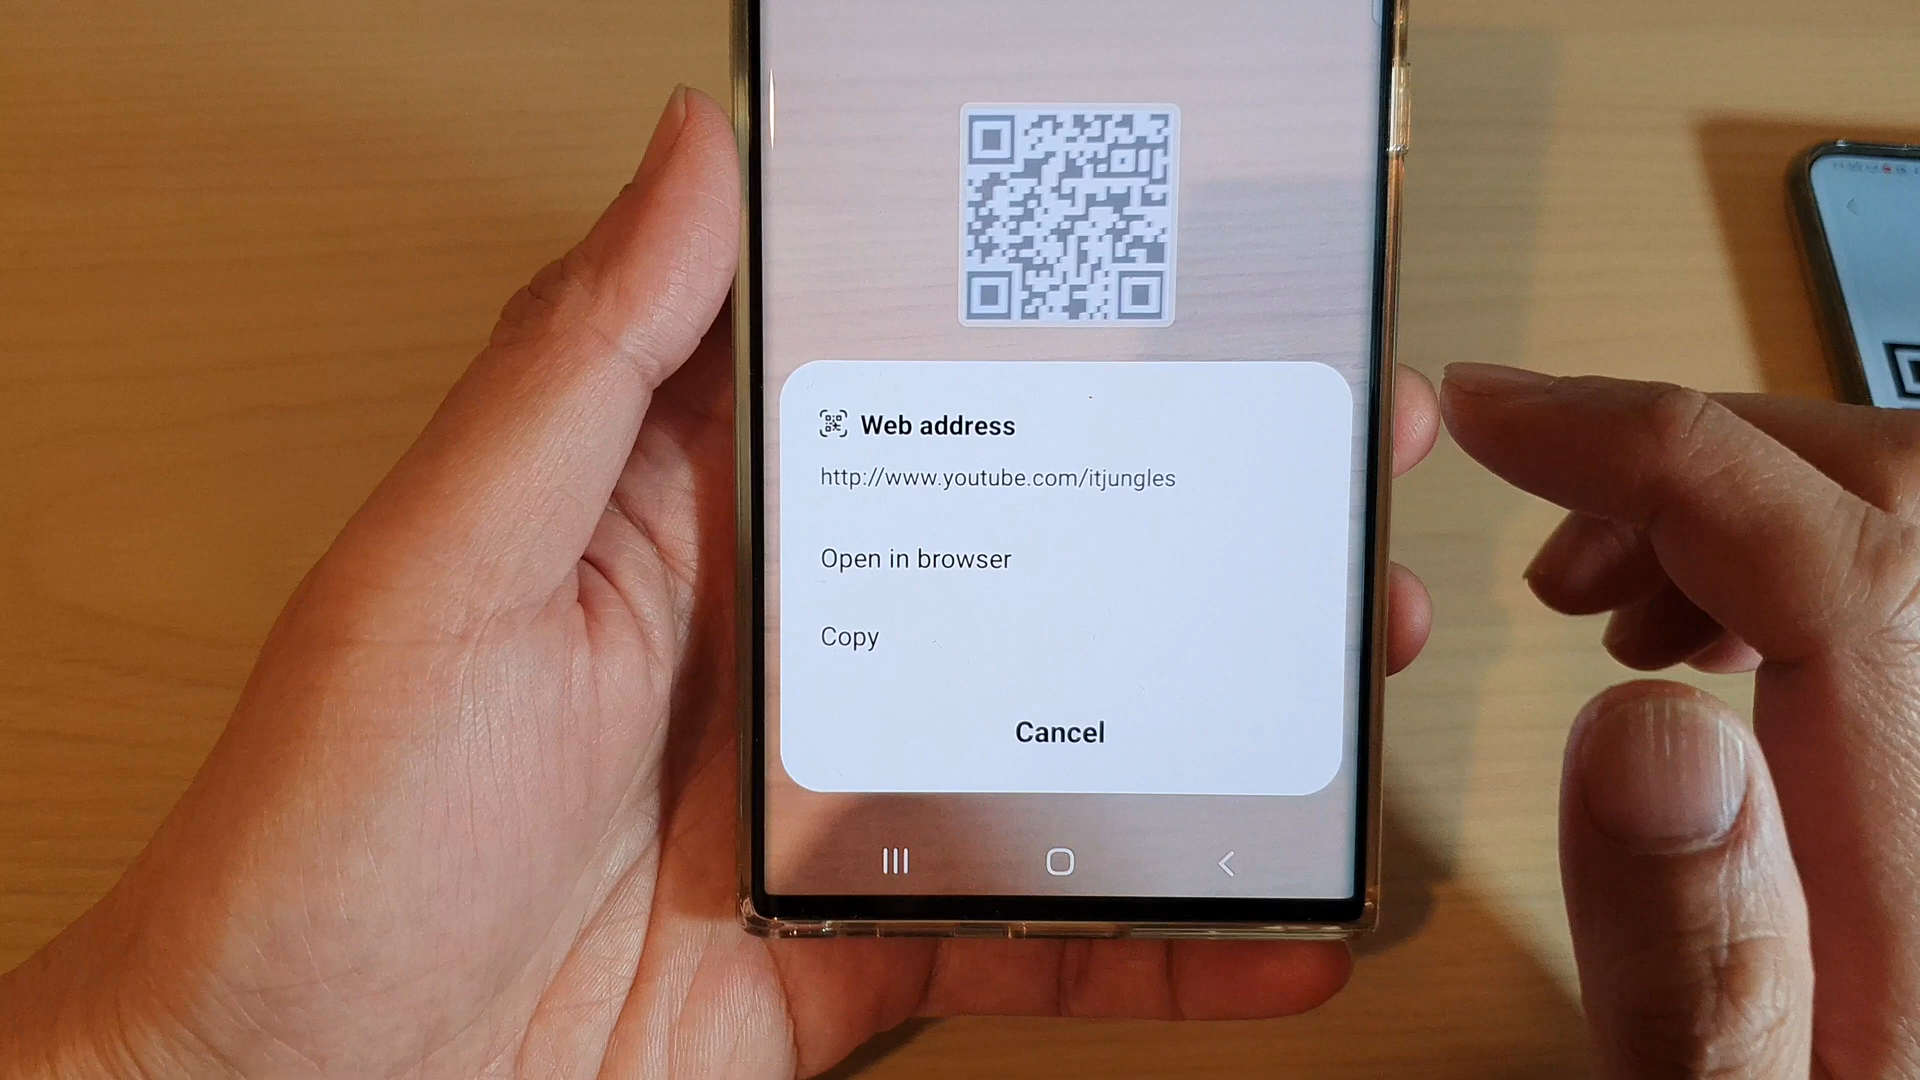 Web address
http://www.youtube.com/itjungles
Open in browser
Copy
Cancel